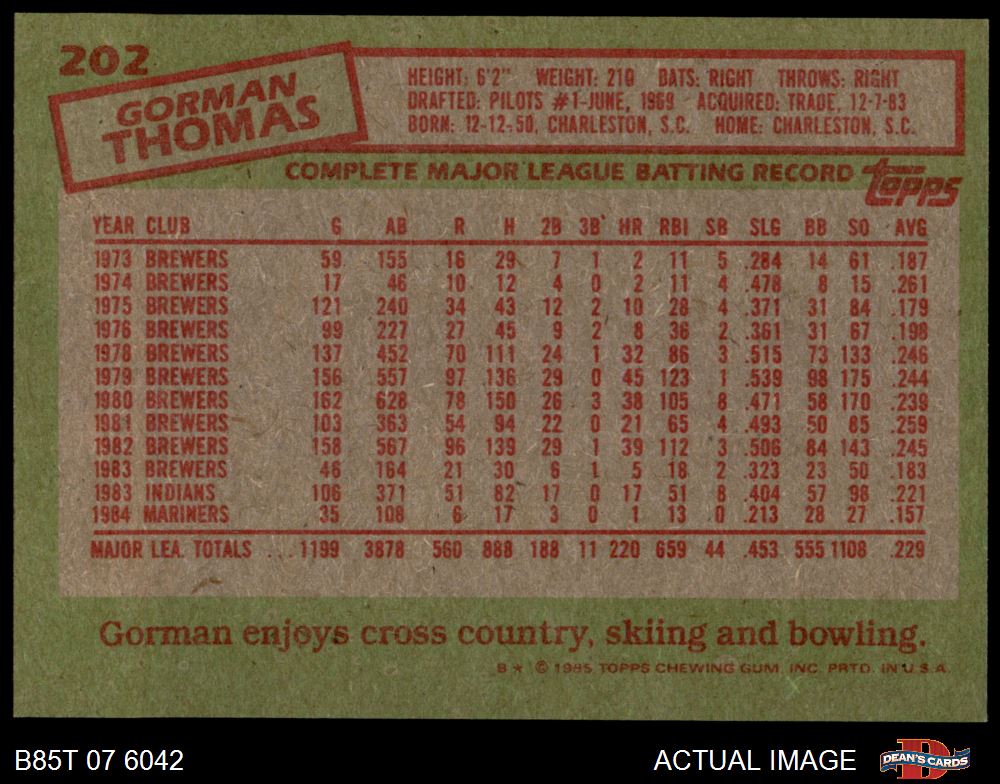 202
GORMAN
THOMAS
HEIGHT: 6'2" WEIGHT: 210 BATS: RIGHT THROWS: RIGHT
DRAFTED: PILOTS #1-JUNE, 1969 ACQUIRED: TRADE, 12-7-83
BORN: 12-12-50, CHARLESTON, S.C. HOME: CHARLESTON, S.C.
COMPLETE MAJOR LEAGUE BATTING RECORD topps
YEAR CLUB G AB R H 2B 3B HR RBI SB SLG BB SO AVG
1973 BREWERS 59 155 16 29 7 1 2 11 5 .284 14 61 .187
1974 BREWERS 17 46 10 12 4 0 2 11 4 .478 8 15 .261
1975 BREWERS 121 240 34 43 12 2 10 28 4 .371 31 84 .179
1976 BREWERS 99 227 27 45 9 2 8 36 2 .361 31 67 .198
1978 BREWERS 137 452 70 111 24 1 32 86 3 .515 73 133 .246
1979 BREWERS 156 557 97 136 29 0 45 123 1 .539 98 175 .244
1980 BREWERS 162 628 78 150 26 3 38 105 8 .471 58 170 .239
1981 BREWERS 103 363 54 94 22 0 21 65 4 .493 50 85 .259
1982 BREWERS 158 567 96 139 29 1 39 112 3 .506 84 143 .245
1983 BREWERS 46 164 21 30 6 1 5 18 2 .323 23 50 .183
1983 INDIANS 106 371 51 82 17 0 17 51 8 .404 57 98 .221
1984 MARINERS 35 108 6 17 3 0 1 13 0 .213 28 27 .157
MAJOR LEA. TOTALS ... 1199 3878 560 888 188 11 220 659 44 .453 555 1108 .229
Gorman enjoys cross country, skiing and bowling.
B * © 1985 TOPPS CHEWING GUM, INC. PRTD. IN U.S.A.
B85T 07 6042
ACTUAL IMAGE
D
DEAN'S CARDS